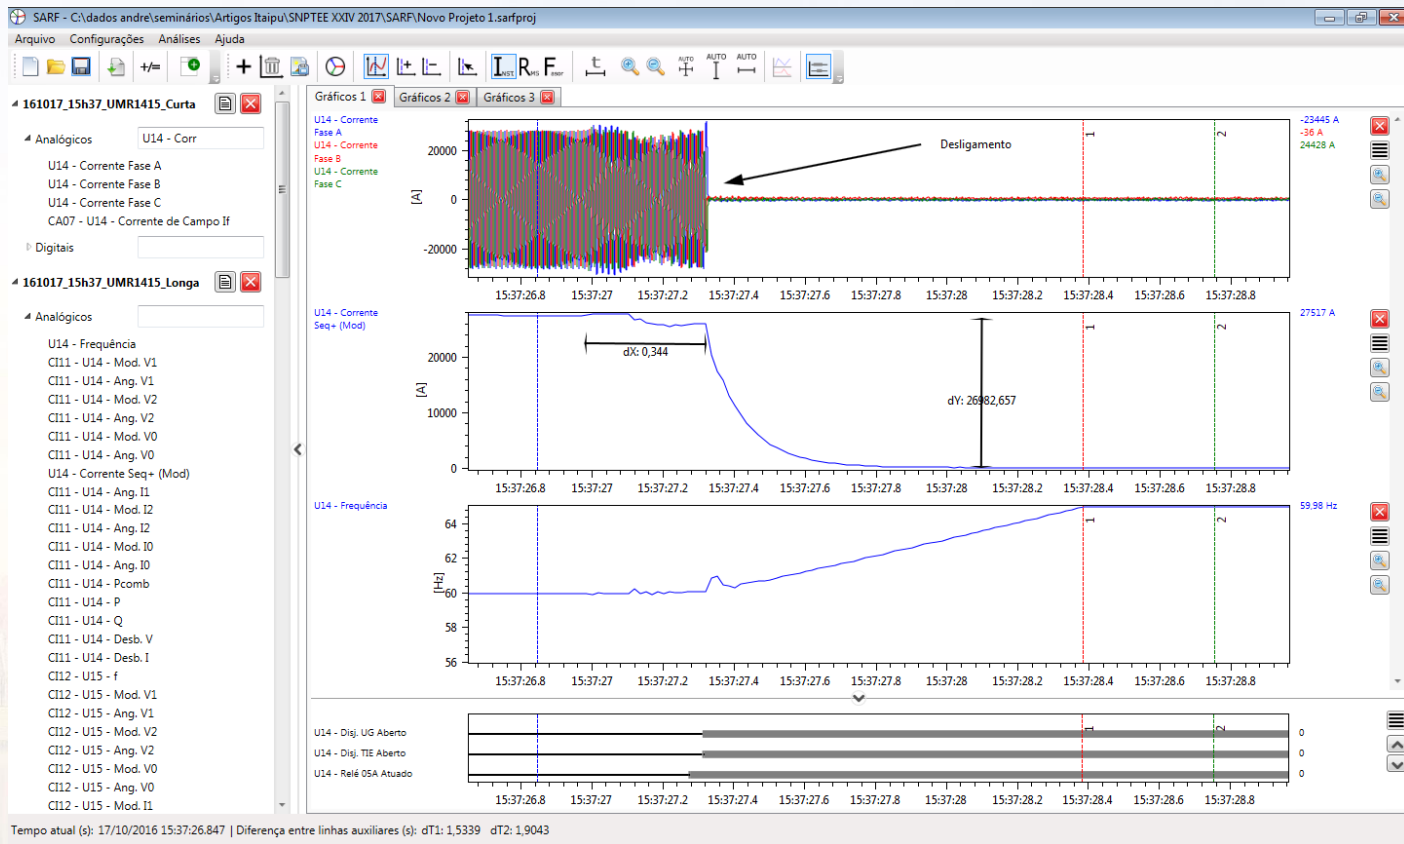 SARF - C:\dados andre\seminários\Artigos Itaipu\SNPTEE XXIV 2017\SARF\Novo Projeto 1.sarfproj
Arquivo Configurações Análises Ajuda
+/=
INST RMS Fasor t AUTO AUTO AUTO
161017_15h37_UMR1415_Curta
Analógicos U14 - Corr
U14 - Corrente Fase A
U14 - Corrente Fase B
U14 - Corrente Fase C
CA07 - U14 - Corrente de Campo If
Digitais
161017_15h37_UMR1415_Longa
Analógicos
U14 - Frequência
CI11 - U14 - Mod. V1
CI11 - U14 - Ang. V1
CI11 - U14 - Mod. V2
CI11 - U14 - Ang. V2
CI11 - U14 - Mod. V0
CI11 - U14 - Ang. V0
U14 - Corrente Seq+ (Mod)
CI11 - U14 - Ang. I1
CI11 - U14 - Mod. I2
CI11 - U14 - Ang. I2
CI11 - U14 - Mod. I0
CI11 - U14 - Ang. I0
CI11 - U14 - Pcomb
CI11 - U14 - P
CI11 - U14 - Q
CI11 - U14 - Desb. V
CI11 - U14 - Desb. I
CI12 - U15 - f
CI12 - U15 - Mod. V1
CI12 - U15 - Ang. V1
CI12 - U15 - Mod. V2
CI12 - U15 - Ang. V2
CI12 - U15 - Mod. V0
CI12 - U15 - Ang. V0
CI12 - U15 - Mod. I1
Gráficos 1 Gráficos 2 Gráficos 3
U14 - Corrente
Fase A
U14 - Corrente
Fase B
U14 - Corrente
Fase C
[A]
20000
0
-20000
Desligamento
1
2
-23445 A
-36 A
24428 A
15:37:26.8 15:37:27 15:37:27.2 15:37:27.4 15:37:27.6 15:37:27.8 15:37:28 15:37:28.2 15:37:28.4 15:37:28.6 15:37:28.8
U14 - Corrente
Seq+ (Mod)
[A]
20000
10000
0
dX: 0,344
dY: 26982,657
1
2
27517 A
15:37:26.8 15:37:27 15:37:27.2 15:37:27.4 15:37:27.6 15:37:27.8 15:37:28 15:37:28.2 15:37:28.4 15:37:28.6 15:37:28.8
U14 - Frequência
[Hz]
64
62
60
58
56
1
2
59,98 Hz
15:37:26.8 15:37:27 15:37:27.2 15:37:27.4 15:37:27.6 15:37:27.8 15:37:28 15:37:28.2 15:37:28.4 15:37:28.6 15:37:28.8
1
2
U14 - Disj. UG Aberto 0
U14 - Disj. TIE Aberto 0
U14 - Relé 05A Atuado 0
15:37:26.8 15:37:27 15:37:27.2 15:37:27.4 15:37:27.6 15:37:27.8 15:37:28 15:37:28.2 15:37:28.4 15:37:28.6 15:37:28.8
Tempo atual (s): 17/10/2016 15:37:26.847 | Diferença entre linhas auxiliares (s): dT1: 1,5339 dT2: 1,9043